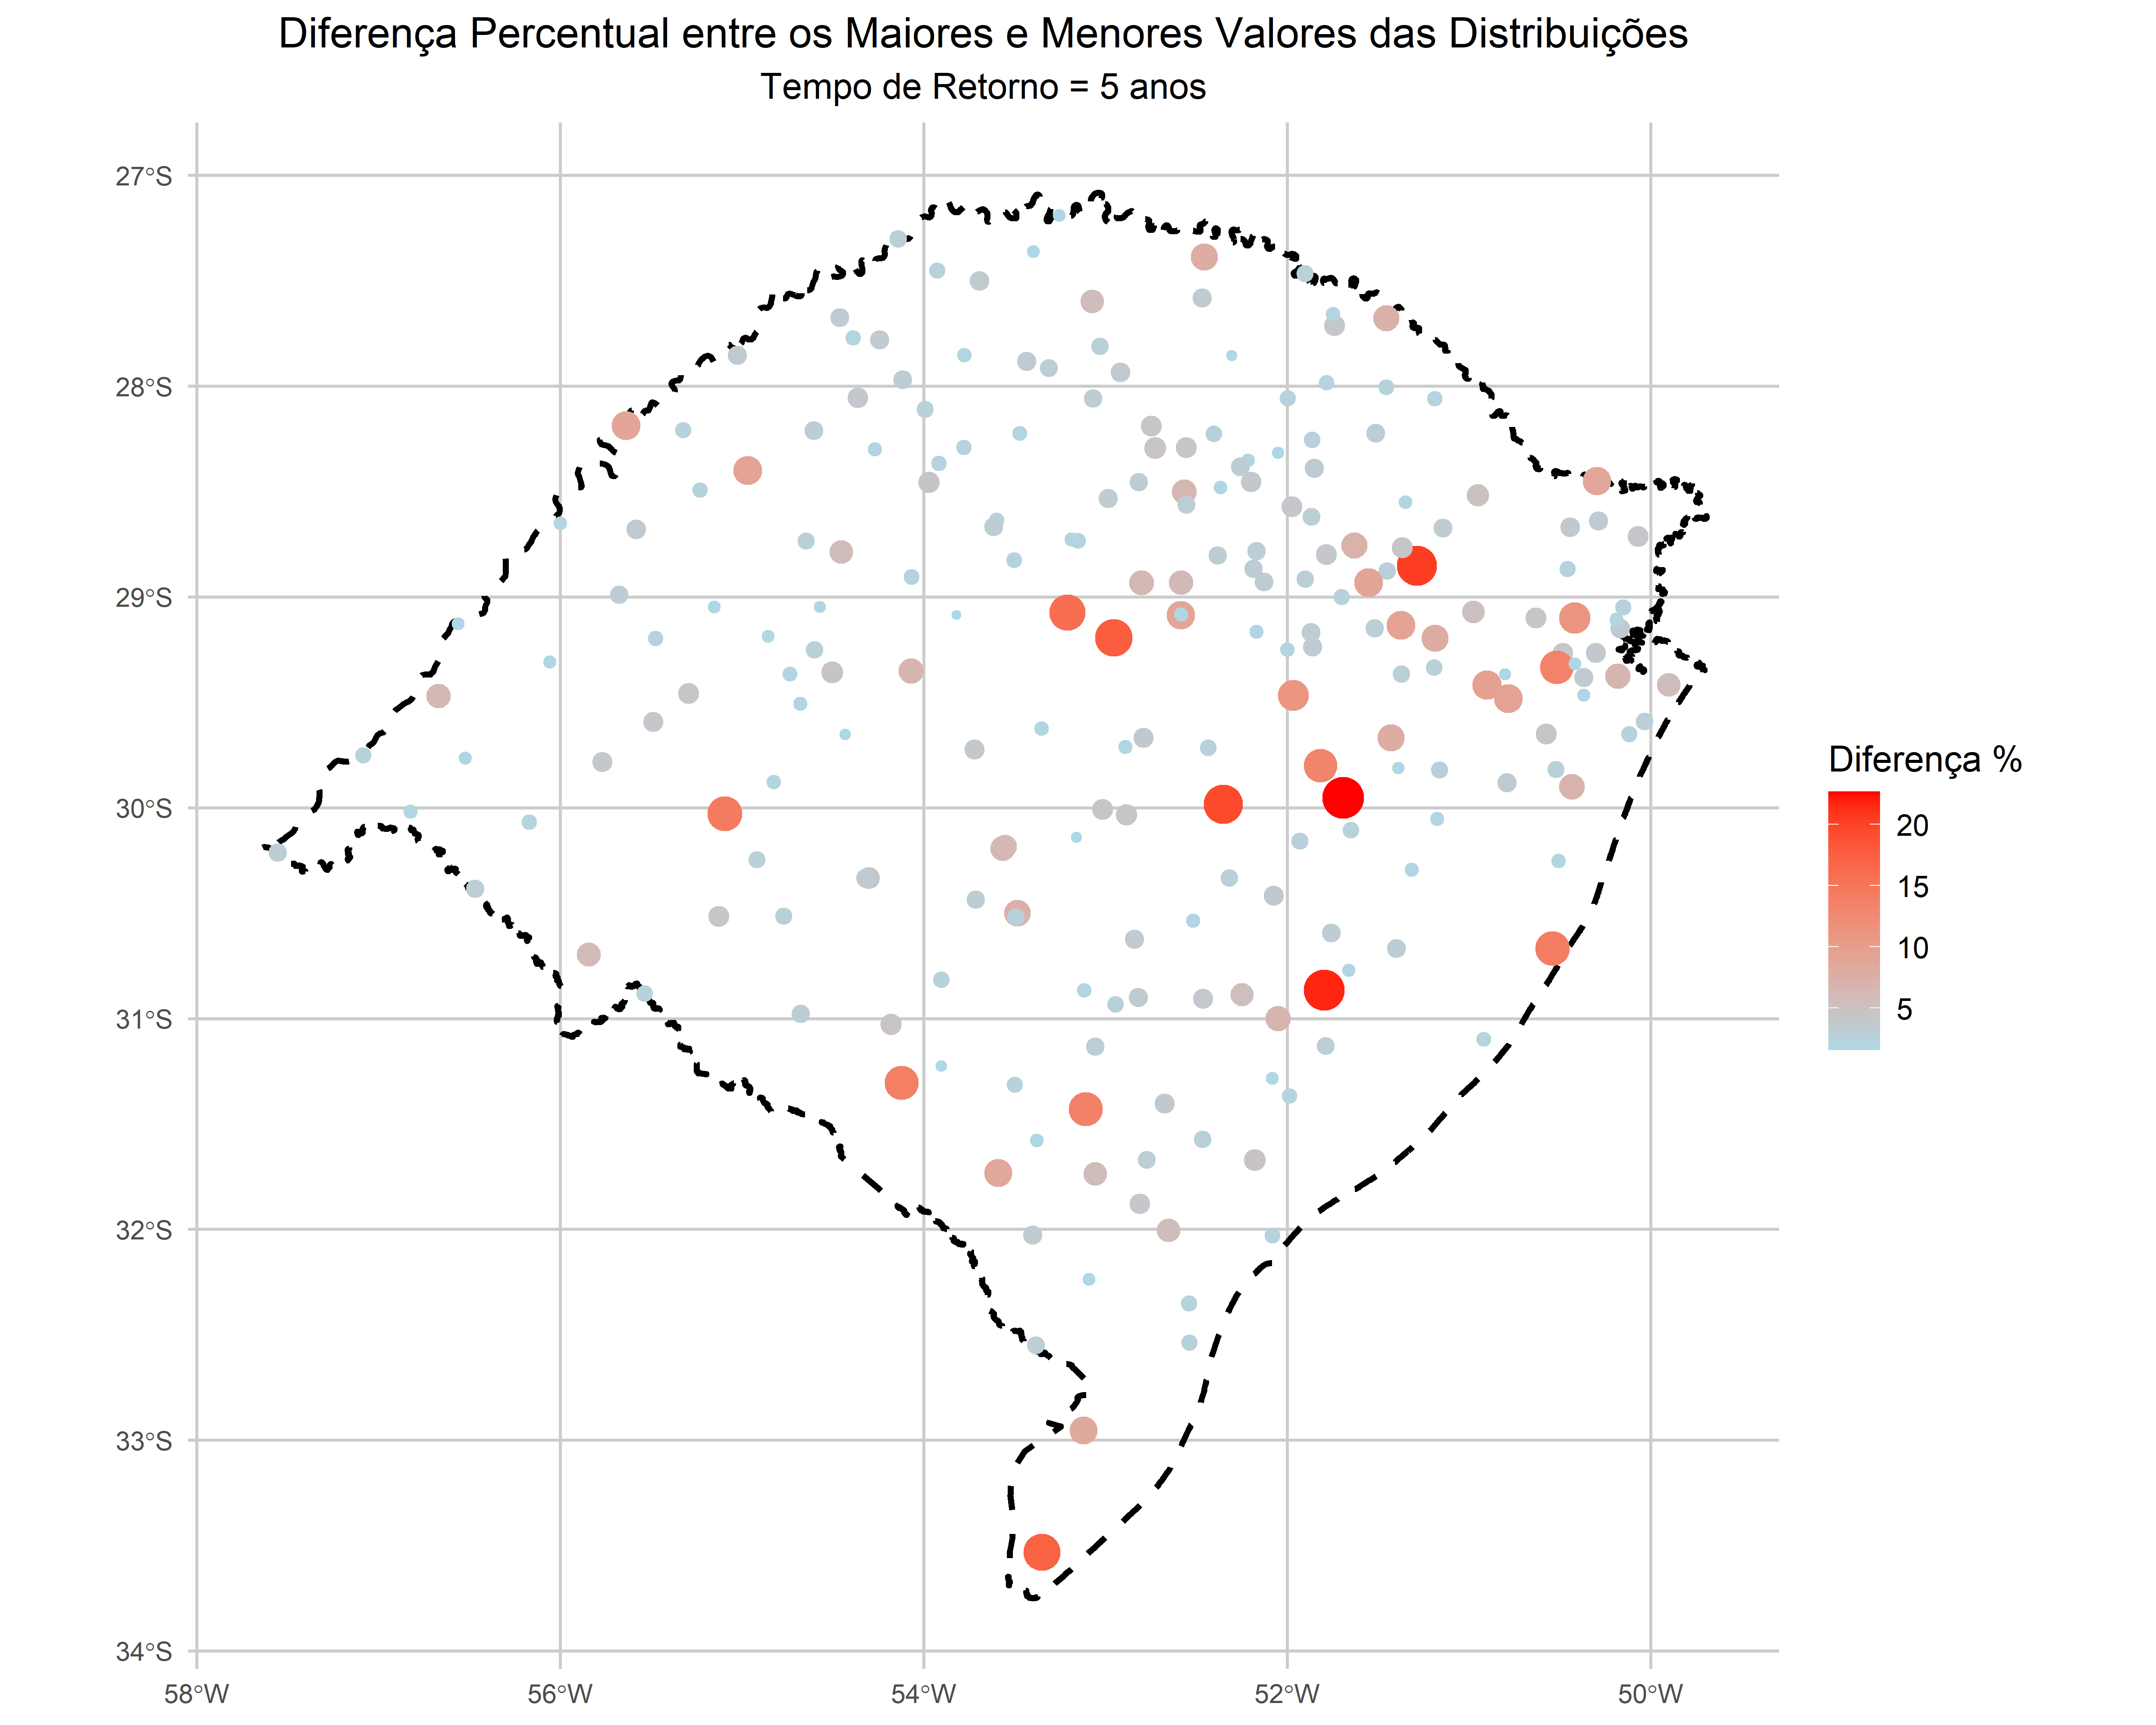 Diferença Percentual entre os Maiores e Menores Valores das Distribuições
Tempo de Retorno = 5 anos
27°S
28°S
29°S
30°S
31°S
32°S
33°S
34°S
58°W
56°W
54°W
52°W
50°W
Diferença %
20
15
10
5